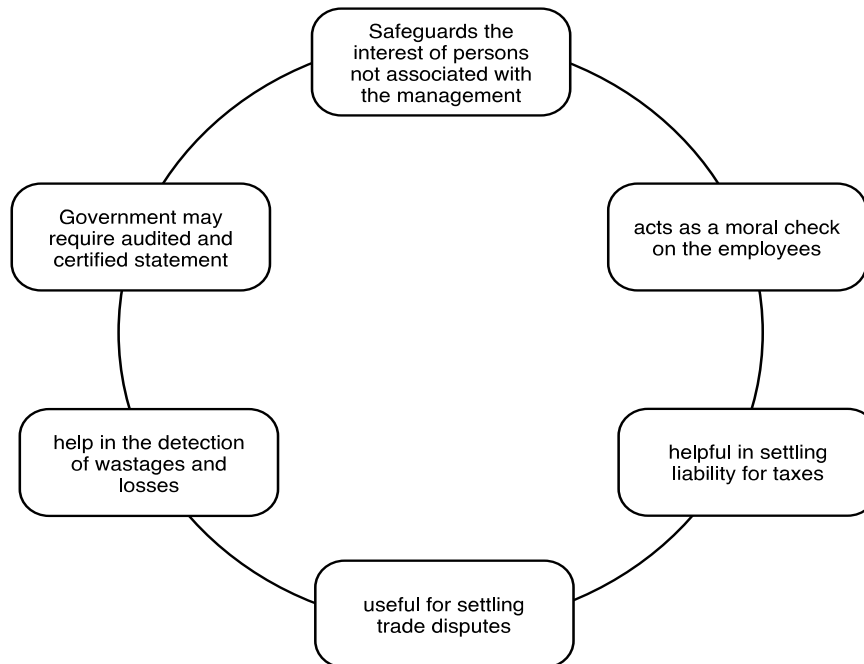 Safeguards the
interest of persons
not associated with
the management
acts as a moral check
on the employees
helpful in settling
liability for taxes
useful for settling
trade disputes
help in the detection
of wastages and
losses
Government may
require audited and
certified statement